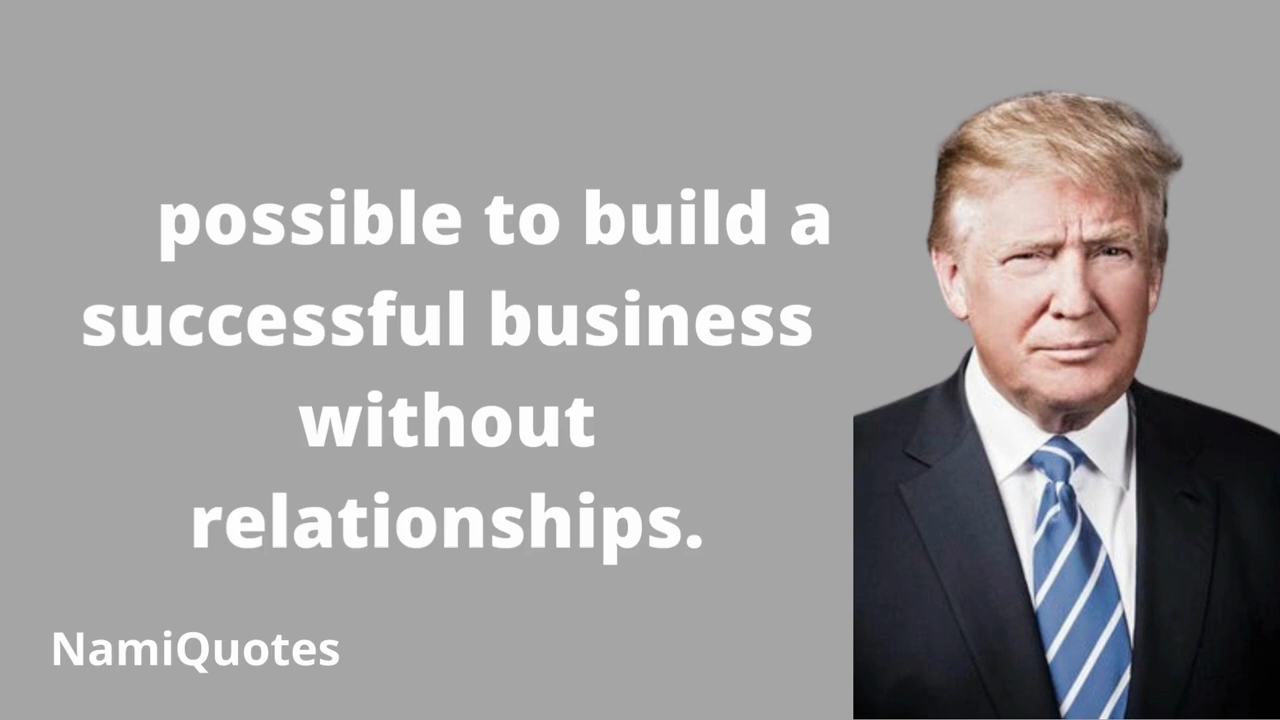 possible to build a
successful business
without
relationships.
NamiQuotes